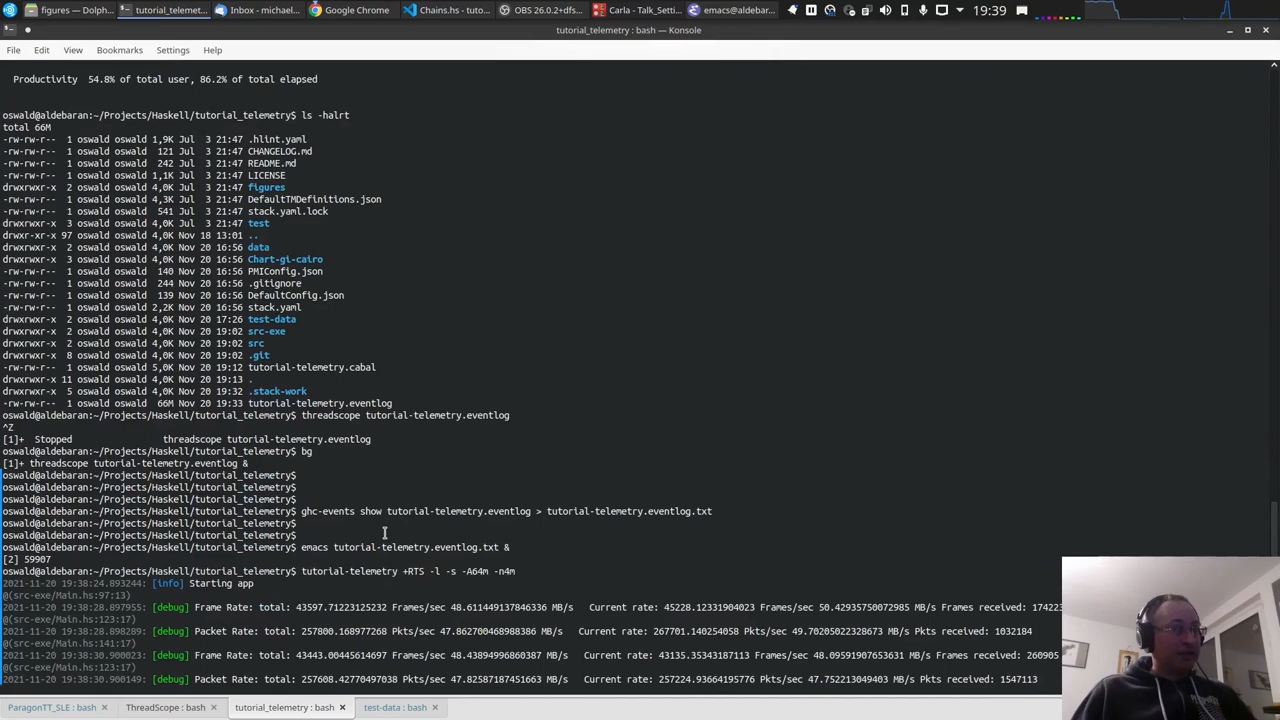 figures — Dolph...
tutorial_telemet...
Inbox - michael...
Google Chrome
Chains.hs - tuto...
OBS 26.0.2+dfs...
Carla - Talk_Setti...
emacs@aldebar...
19:39
tutorial_telemetry : bash — Konsole
File Edit View Bookmarks Settings Help
Productivity 54.8% of total user, 86.2% of total elapsed
oswald@aldebaran:~/Projects/Haskell/tutorial_telemetry$ ls -halrt
total 66M
-rw-rw-r-- 1 oswald oswald 1,9K Jul 3 21:47 .hlint.yaml
-rw-rw-r-- 1 oswald oswald 121 Jul 3 21:47 CHANGELOG.md
-rw-rw-r-- 1 oswald oswald 242 Jul 3 21:47 README.md
-rw-rw-r-- 1 oswald oswald 1,1K Jul 3 21:47 LICENSE
drwxrwxr-x 2 oswald oswald 4,0K Jul 3 21:47 figures
-rw-rw-r-- 1 oswald oswald 4,3K Jul 3 21:47 DefaultTMDefinitions.json
-rw-rw-r-- 1 oswald oswald 541 Jul 3 21:47 stack.yaml.lock
drwxrwxr-x 3 oswald oswald 4,0K Jul 3 21:47 test
drwxr-xr-x 97 oswald oswald 4,0K Nov 18 13:01 ..
drwxrwxr-x 2 oswald oswald 4,0K Nov 20 16:56 data
drwxrwxr-x 3 oswald oswald 4,0K Nov 20 16:56 Chart-gi-cairo
-rw-rw-r-- 1 oswald oswald 140 Nov 20 16:56 PMIConfig.json
-rw-rw-r-- 1 oswald oswald 244 Nov 20 16:56 .gitignore
-rw-rw-r-- 1 oswald oswald 139 Nov 20 16:56 DefaultConfig.json
-rw-rw-r-- 1 oswald oswald 2,2K Nov 20 16:56 stack.yaml
drwxrwxr-x 2 oswald oswald 4,0K Nov 20 17:26 test-data
drwxrwxr-x 2 oswald oswald 4,0K Nov 20 19:02 src-exe
drwxrwxr-x 2 oswald oswald 4,0K Nov 20 19:02 src
drwxrwxr-x 8 oswald oswald 4,0K Nov 20 19:02 .git
-rw-rw-r-- 1 oswald oswald 5,0K Nov 20 19:12 tutorial-telemetry.cabal
drwxrwxr-x 11 oswald oswald 4,0K Nov 20 19:13 .
drwxrwxr-x 5 oswald oswald 4,0K Nov 20 19:32 .stack-work
-rw-rw-r-- 1 oswald oswald 66M Nov 20 19:33 tutorial-telemetry.eventlog
oswald@aldebaran:~/Projects/Haskell/tutorial_telemetry$ threadscope tutorial-telemetry.eventlog
^Z
[1]+ Stopped threadscope tutorial-telemetry.eventlog
oswald@aldebaran:~/Projects/Haskell/tutorial_telemetry$ bg
[1]+ threadscope tutorial-telemetry.eventlog &
oswald@aldebaran:~/Projects/Haskell/tutorial_telemetry$
oswald@aldebaran:~/Projects/Haskell/tutorial_telemetry$
oswald@aldebaran:~/Projects/Haskell/tutorial_telemetry$
oswald@aldebaran:~/Projects/Haskell/tutorial_telemetry$ ghc-events show tutorial-telemetry.eventlog > tutorial-telemetry.eventlog.txt
oswald@aldebaran:~/Projects/Haskell/tutorial_telemetry$
oswald@aldebaran:~/Projects/Haskell/tutorial_telemetry$
oswald@aldebaran:~/Projects/Haskell/tutorial_telemetry$ emacs tutorial-telemetry.eventlog.txt &
[2] 59907
oswald@aldebaran:~/Projects/Haskell/tutorial_telemetry$ tutorial-telemetry +RTS -l -s -A64m -n4m
2021-11-20 19:38:24.893244: [info] Starting app
@(src-exe/Main.hs:97:13)
2021-11-20 19:38:28.897955: [debug] Frame Rate: total: 43597.71223125232 Frames/sec 48.611449137846336 MB/s Current rate: 45228.12331904023 Frames/sec 50.42935750072985 MB/s Frames received: 174223
@(src-exe/Main.hs:123:17)
2021-11-20 19:38:28.898289: [debug] Packet Rate: total: 257800.168977268 Pkts/sec 47.862700468988386 MB/s Current rate: 267701.140254058 Pkts/sec 49.70205022328673 MB/s Pkts received: 1032184
@(src-exe/Main.hs:141:17)
2021-11-20 19:38:30.900023: [debug] Frame Rate: total: 43443.00445614697 Frames/sec 48.43894996860387 MB/s Current rate: 43135.35343187113 Frames/sec 48.09591907653631 MB/s Frames received: 260905
@(src-exe/Main.hs:123:17)
2021-11-20 19:38:30.900149: [debug] Packet Rate: total: 257608.42770497038 Pkts/sec 47.82587187451663 MB/s Current rate: 257224.93664195776 Pkts/sec 47.752213049403 MB/s Pkts received: 1547113
ParagonTT_SLE : bash
ThreadScope : bash
tutorial_telemetry : bash
test-data : bash